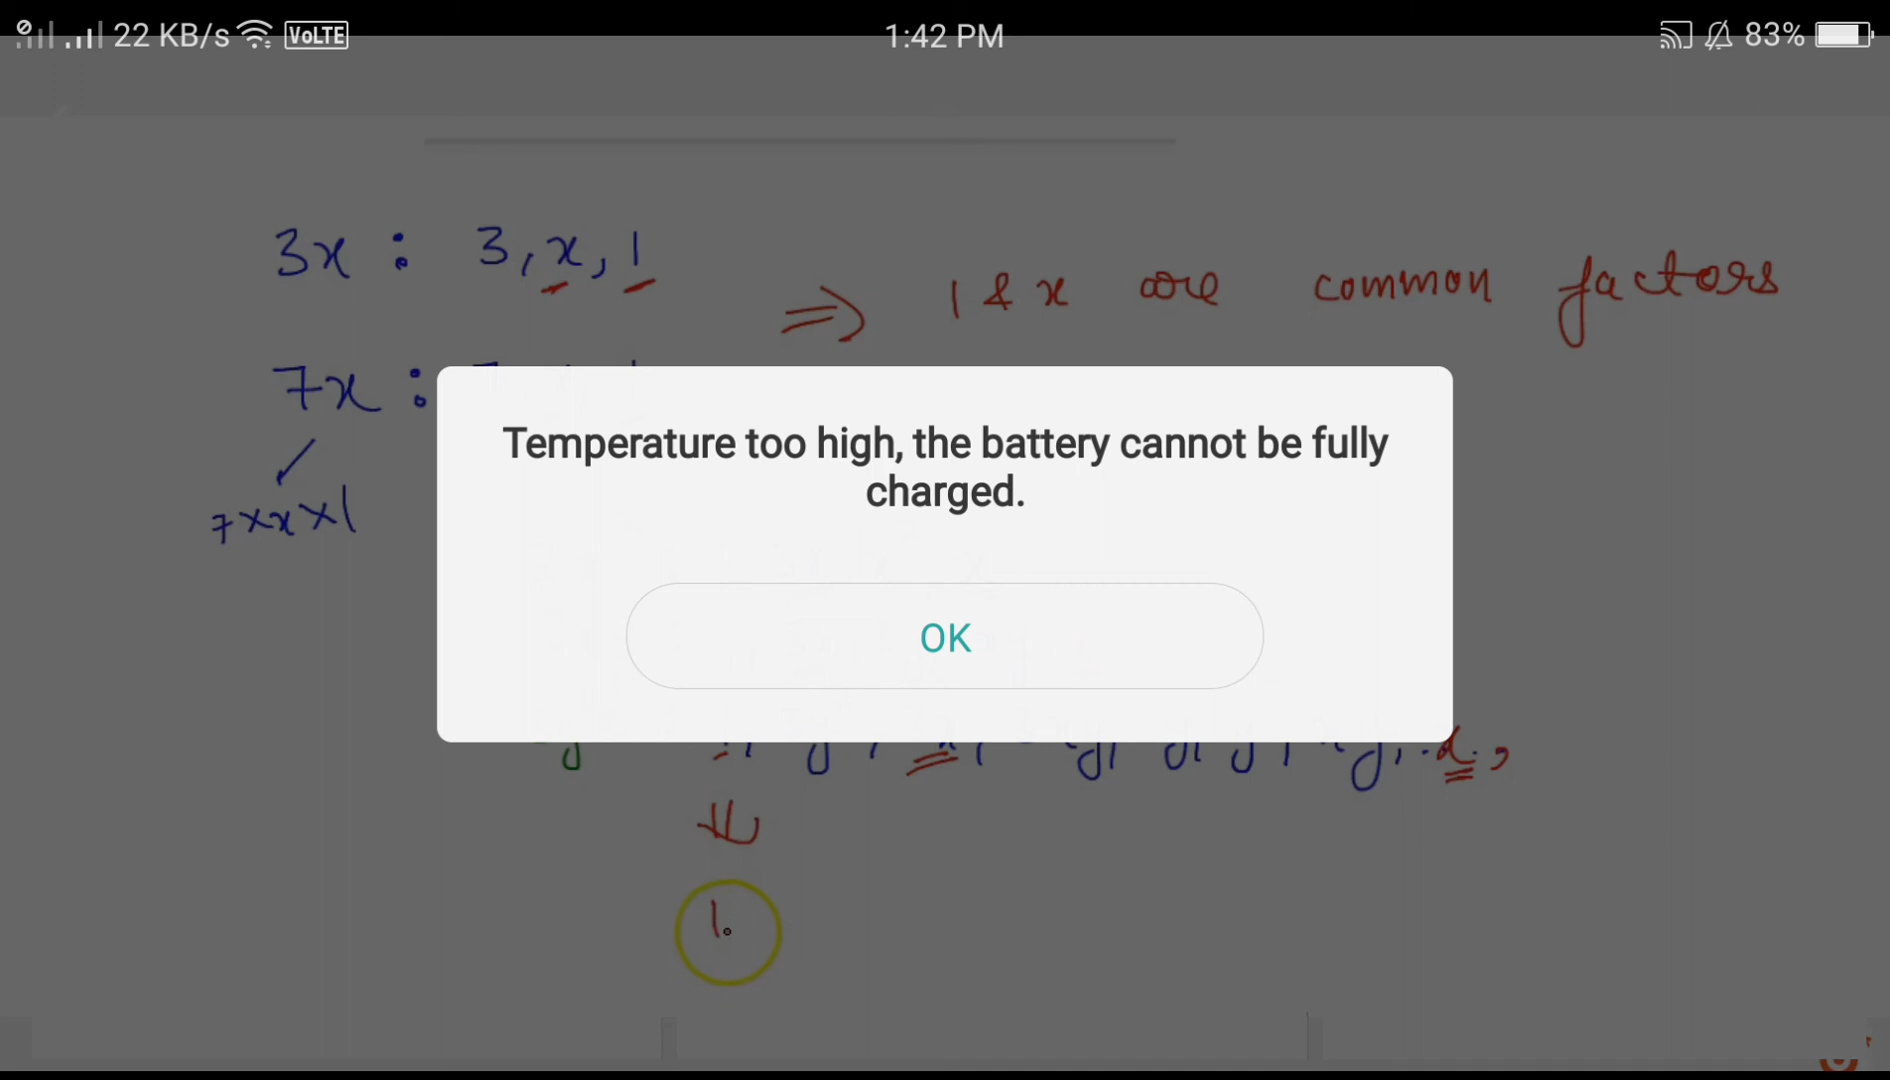 22 KB/s VoLTE 1:42 PM 83%
3x : 3, x, 1
⇒ 1 & x are common factors
7x :
Temperature too high, the battery cannot be fully
charged.
7×x×1
OK
1